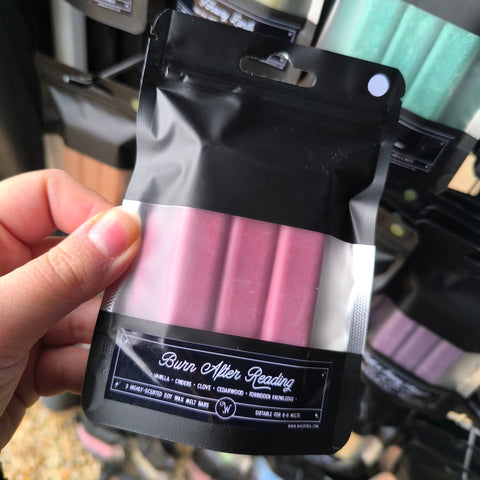 Burn After Reading
VANILLA • CINDERS • CLOVE • CEDARWOOD • FORBIDDEN KNOWLEDGE •
3 HIGHLY-SCENTED SOY WAX MELT BARS
W
SUITABLE FOR 6-8 MELTS